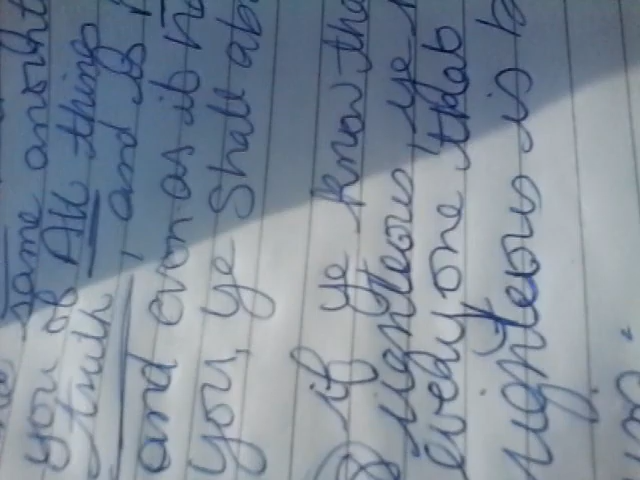 same anoint
you of All things
truth, and is
and even as it ha
you, ye shall ab
if ye know tha
righteous ye
every one that
righteous is b